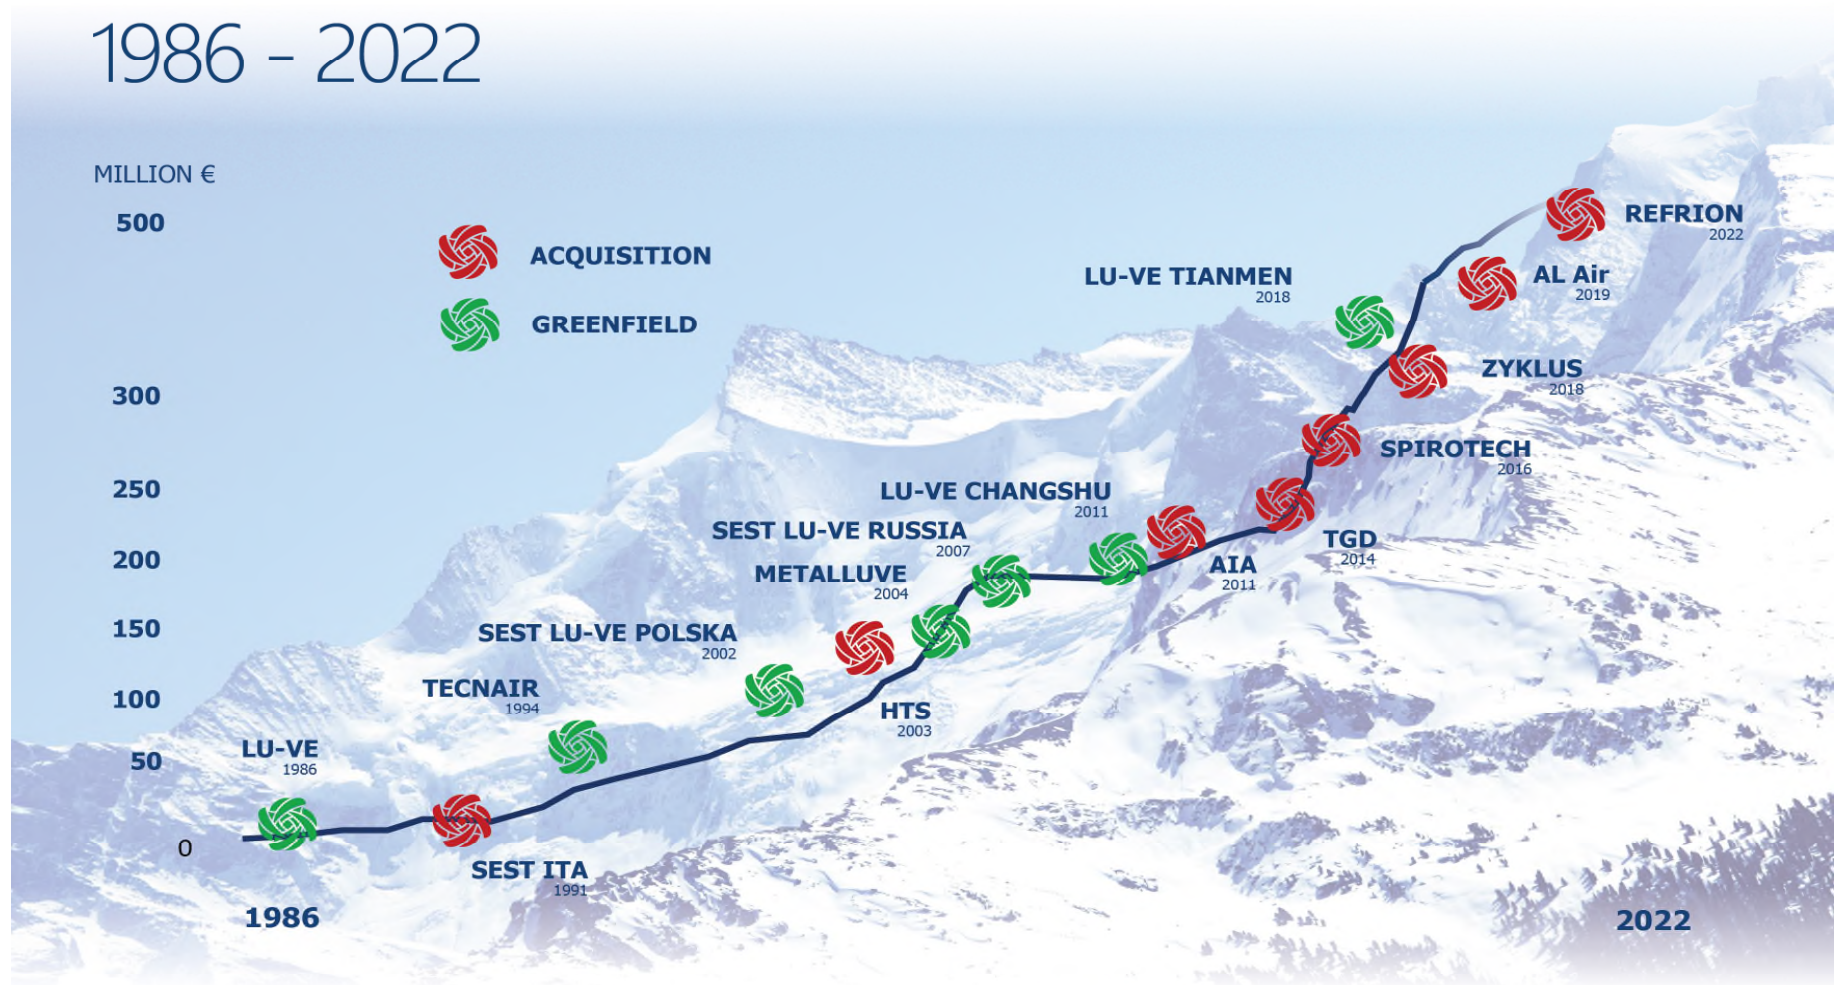 1986 - 2022
MILLION €
500
300
250
200
150
100
50
0
ACQUISITION
GREENFIELD
LU-VE
1986
SEST ITA
1991
TECNAIR
1994
SEST LU-VE POLSKA
2002
HTS
2003
METALLUVE
2004
SEST LU-VE RUSSIA
2007
LU-VE CHANGSHU
2011
AIA
2011
TGD
2014
SPIROTECH
2016
ZYKLUS
2018
LU-VE TIANMEN
2018
AL Air
2019
REFRION
2022
1986
2022